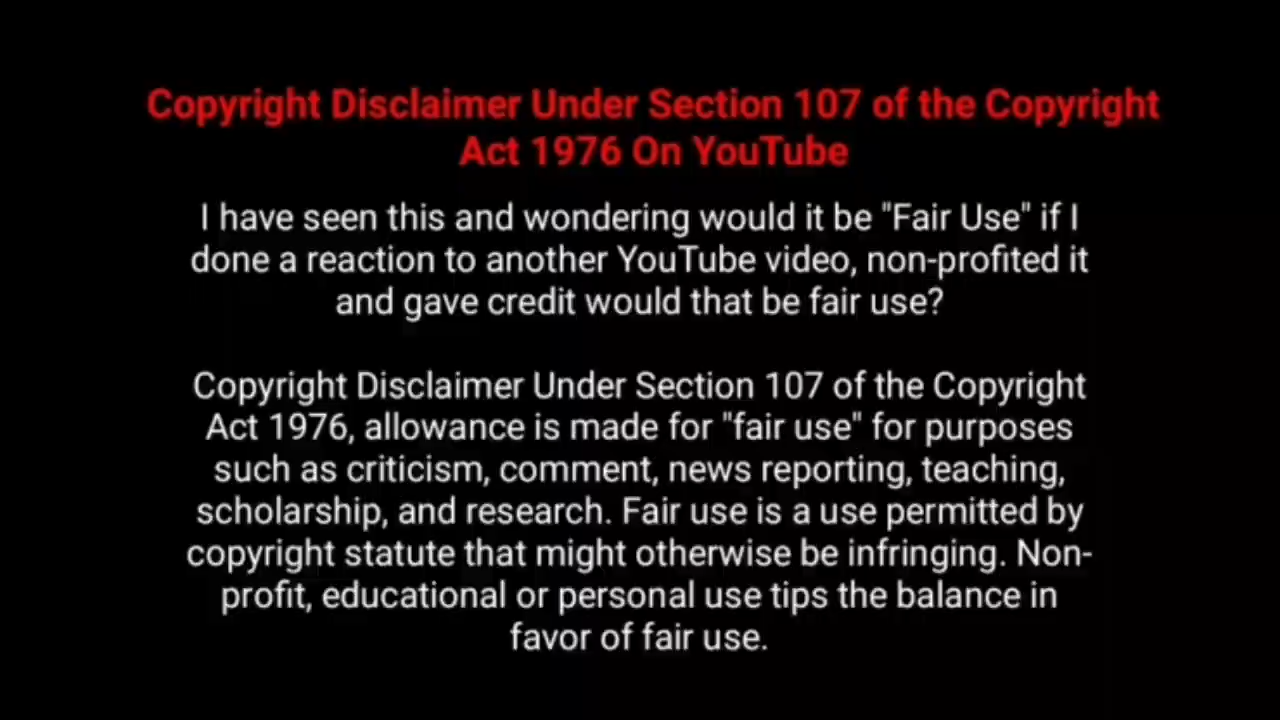 Copyright Disclaimer Under Section 107 of the Copyright
Act 1976 On YouTube
I have seen this and wondering would it be "Fair Use" if I
done a reaction to another YouTube video, non-profited it
and gave credit would that be fair use?
Copyright Disclaimer Under Section 107 of the Copyright
Act 1976, allowance is made for "fair use" for purposes
such as criticism, comment, news reporting, teaching,
scholarship, and research. Fair use is a use permitted by
copyright statute that might otherwise be infringing. Non-
profit, educational or personal use tips the balance in
favor of fair use.